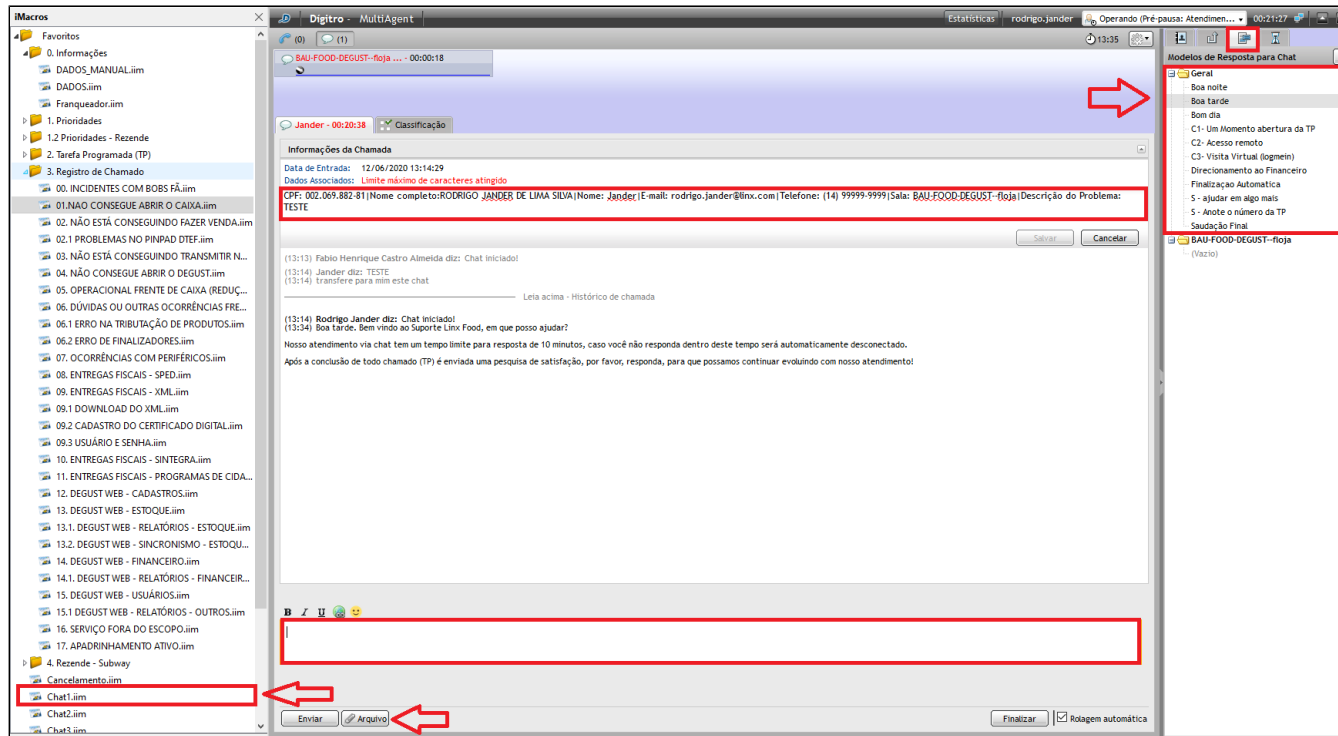 iMacros
Favoritos
0. Informações
DADOS_MANUAL.iim
DADOS.iim
Franqueador.iim
1. Prioridades
1.2 Prioridades - Rezende
2. Tarefa Programada (TP)
3. Registro de Chamado
00. INCIDENTES COM BOBS FÃ.iim
01.NAO CONSEGUE ABRIR O CAIXA.iim
02. NÃO ESTÁ CONSEGUINDO FAZER VENDA.iim
02.1 PROBLEMAS NO PINPAD DTEF.iim
03. NÃO ESTÁ CONSEGUINDO TRANSMITIR N...
04. NÃO CONSEGUE ABRIR O DEGUST.iim
05. OPERACIONAL FRENTE DE CAIXA (REDUÇ...
06. DÚVIDAS OU OUTRAS OCORRÊNCIAS FRE...
06.1 ERRO NA TRIBUTAÇÃO DE PRODUTOS.iim
06.2 ERRO DE FINALIZADORES.iim
07. OCORRÊNCIAS COM PERIFÉRICOS.iim
08. ENTREGAS FISCAIS - SPED.iim
09. ENTREGAS FISCAIS - XML.iim
09.1 DOWNLOAD DO XML.iim
09.2 CADASTRO DO CERTIFICADO DIGITAL.iim
09.3 USUÁRIO E SENHA.iim
10. ENTREGAS FISCAIS - SINTEGRA.iim
11. ENTREGAS FISCAIS - PROGRAMAS DE CIDA...
12. DEGUST WEB - CADASTROS.iim
13. DEGUST WEB - ESTOQUE.iim
13.1. DEGUST WEB - RELATÓRIOS - ESTOQUE.iim
13.2. DEGUST WEB - SINCRONISMO - ESTOQU...
14. DEGUST WEB - FINANCEIRO.iim
14.1. DEGUST WEB - RELATÓRIOS - FINANCEIR...
15. DEGUST WEB - USUÁRIOS.iim
15.1 DEGUST WEB - RELATÓRIOS - OUTROS.iim
16. SERVIÇO FORA DO ESCOPO.iim
17. APADRINHAMENTO ATIVO.iim
4. Rezende - Subway
Cancelamento.iim
Chat1.iim
Chat2.iim
Chat3.iim
Dígitro - MultiAgent
Estatísticas rodrigo.jander Operando (Pré-pausa: Atendimen... 00:21:27
(0) (1) 13:35
BAU-FOOD-DEGUST--floja ... - 00:00:18
Jander - 00:20:38 Classificação
Informações da Chamada
Data de Entrada: 12/06/2020 13:14:29
Dados Associados: Limite máximo de caracteres atingido
CPF: 002.069.882-81|Nome completo:RODRIGO JANDER DE LIMA SILVA|Nome: Jander|E-mail: rodrigo.jander@linx.com|Telefone: (14) 99999-9999|Sala: BAU-FOOD-DEGUST--floja|Descrição do Problema:
TESTE
Salvar Cancelar
(13:13) Fabio Henrique Castro Almeida diz: Chat iniciado!
(13:14) Jander diz: TESTE
(13:14) transfere para mim este chat
Leia acima - Histórico de chamada
(13:14) Rodrigo Jander diz: Chat iniciado!
(13:34) Boa tarde. Bem vindo ao Suporte Linx Food, em que posso ajudar?
Nosso atendimento via chat tem um tempo limite para resposta de 10 minutos, caso você não responda dentro deste tempo será automaticamente desconectado.
Após a conclusão de todo chamado (TP) é enviada uma pesquisa de satisfação, por favor, responda, para que possamos continuar evoluindo com nosso atendimento!
B I U
Enviar Arquivo Finalizar Rolagem automática
Modelos de Resposta para Chat
Geral
Boa noite
Boa tarde
Bom dia
C1- Um Momento abertura da TP
C2- Acesso remoto
C3- Visita Virtual (logmein)
Direcionamento ao Financeiro
Finalizaçao Automatica
S - ajudar em algo mais
S - Anote o número da TP
Saudação Final
BAU-FOOD-DEGUST--floja
(Vazio)